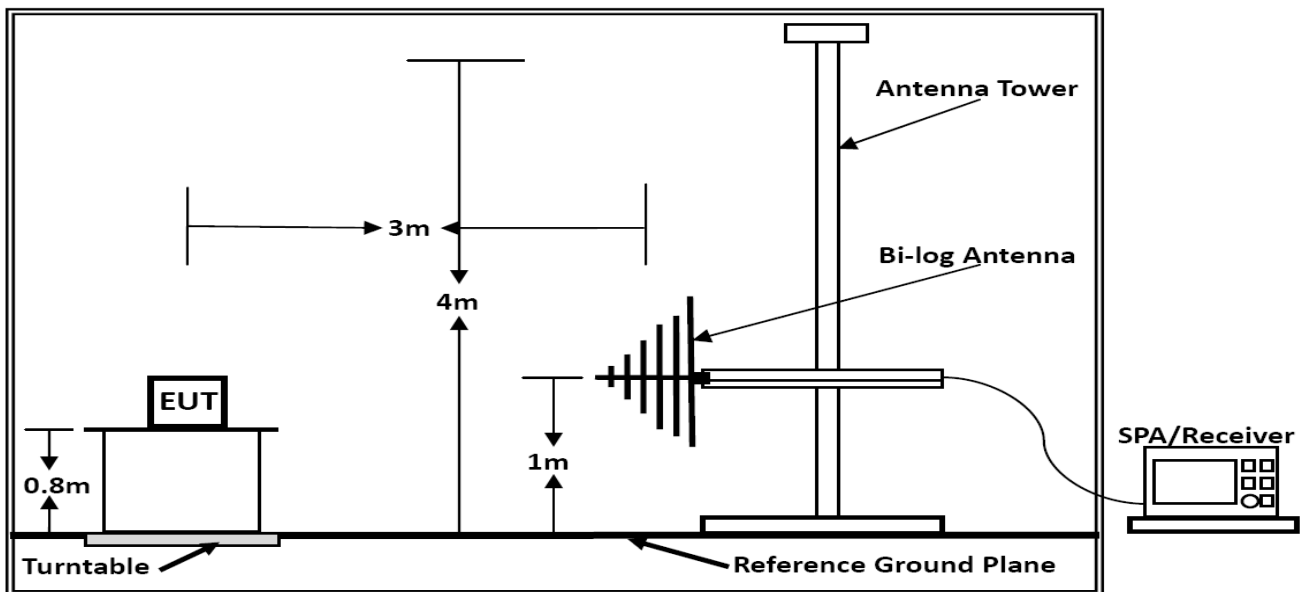 Antenna Tower
3m
Bi-log Antenna
4m
EUT
SPA/Receiver
1m
0.8m
Turntable
Reference Ground Plane